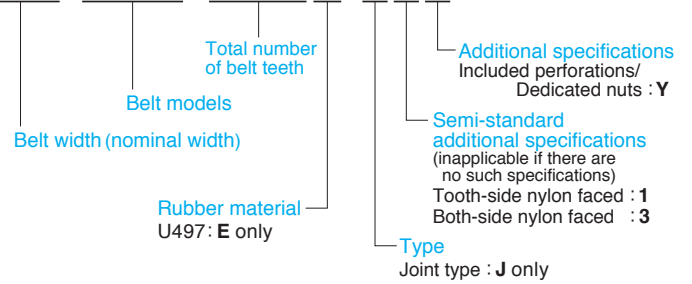 Total number
of belt teeth
Additional specifications
Included perforations/
Dedicated nuts : Y
Belt models
Semi-standard
additional specifications
(inapplicable if there are
no such specifications)
Tooth-side nylon faced : 1
Both-side nylon faced : 3
Belt width (nominal width)
Rubber material
U497: E only
Type
Joint type : J only